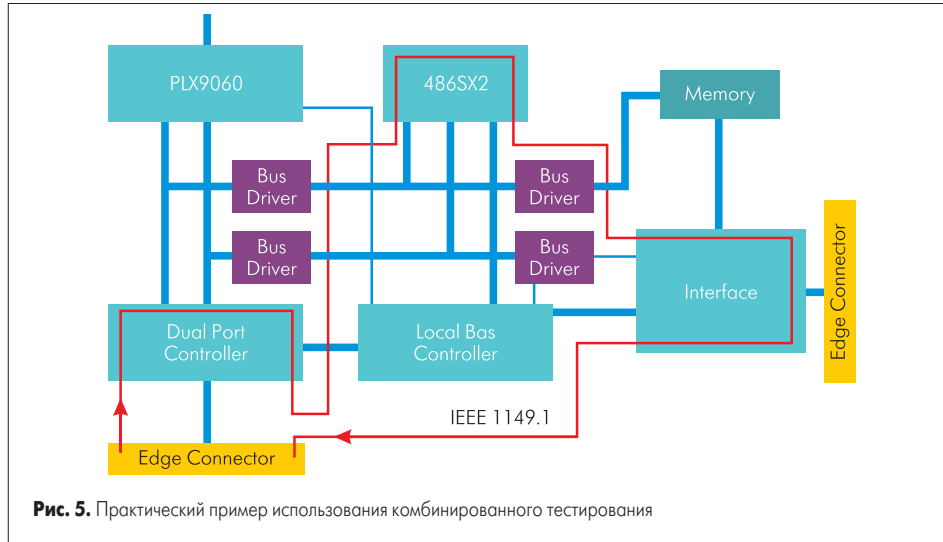 PLX9060
486SX2
Memory
Bus
Driver
Bus
Driver
Bus
Driver
Bus
Driver
Interface
Edge Connector
Dual Port
Controller
Local Bas
Controller
IEEE 1149.1
Edge Connector
Рис. 5. Практический пример использования комбинированного тестирования